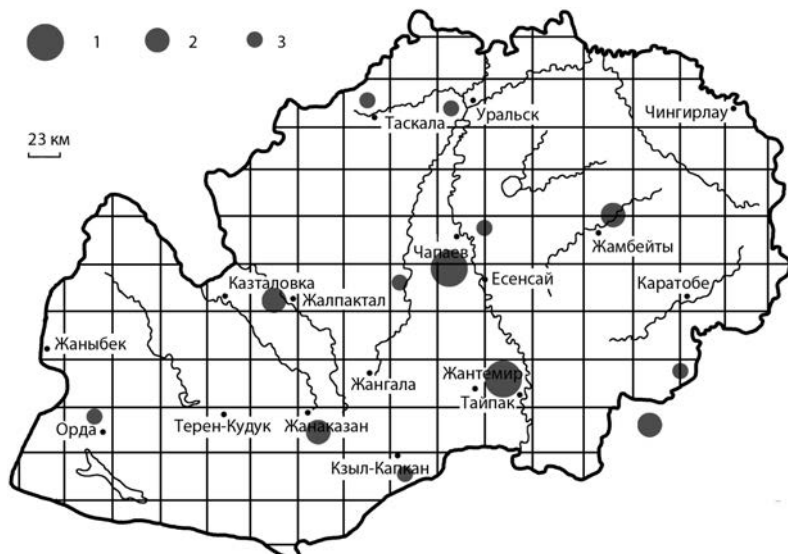 1 2 3
23 км
Таскала
Уральск
Чингирлау
Чапаев
Жамбейты
Казталовка
Жалпактал
Есенсай
Каратобе
Жаныбек
Жангала
Жантемир
Тайпак
Орда
Терен-Кудук
Жанаказан
Кзыл-Капкан